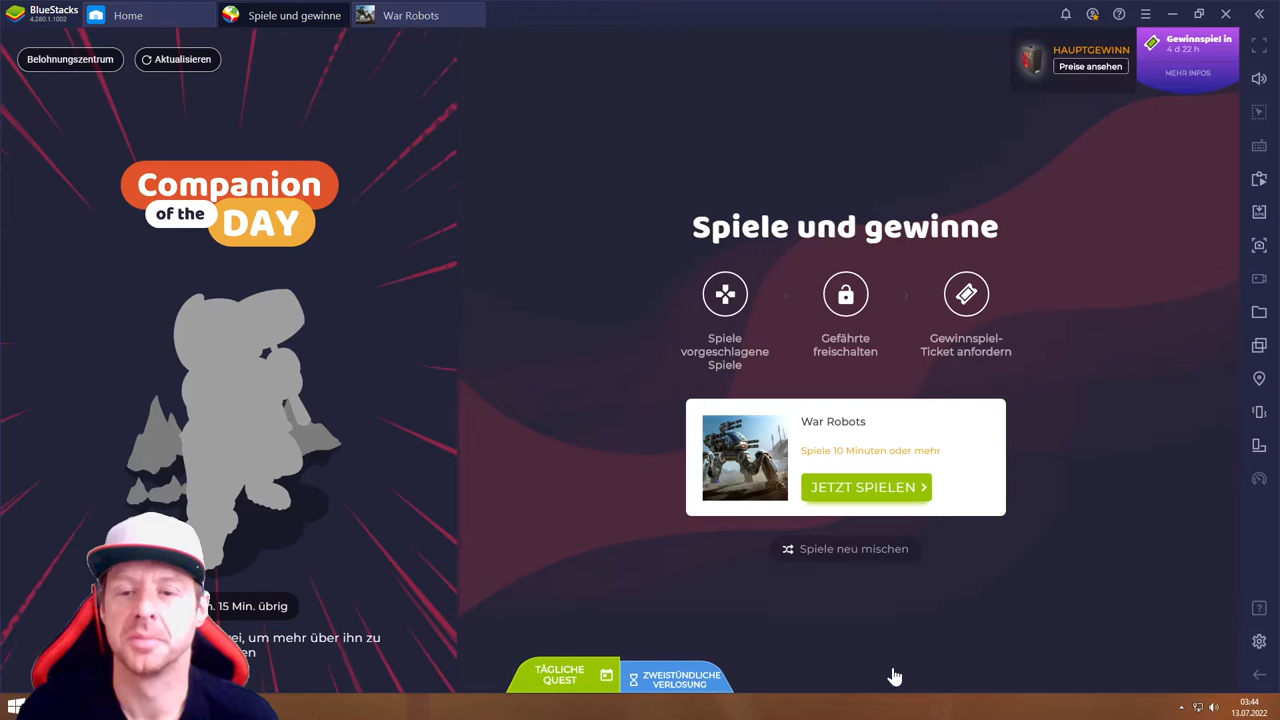 BlueStacks
4.280.1.1002
Home
Spiele und gewinne
War Robots
Belohnungszentrum
Aktualisieren
HAUPTGEWINN
Preise ansehen
Gewinnspiel in
4 d 22 h
MEHR INFOS
Companion
of the
DAY
Spiele und gewinne
Spiele
vorgeschlagene
Spiele
Gefährte
freischalten
Gewinnspiel-
Ticket anfordern
War Robots
Spiele 10 Minuten oder mehr
JETZT SPIELEN
Spiele neu mischen
15 Min. übrig
um mehr über ihn zu
TÄGLICHE
QUEST
ZWEISTÜNDLICHE
VERLOSUNG
03:44
13.07.2022